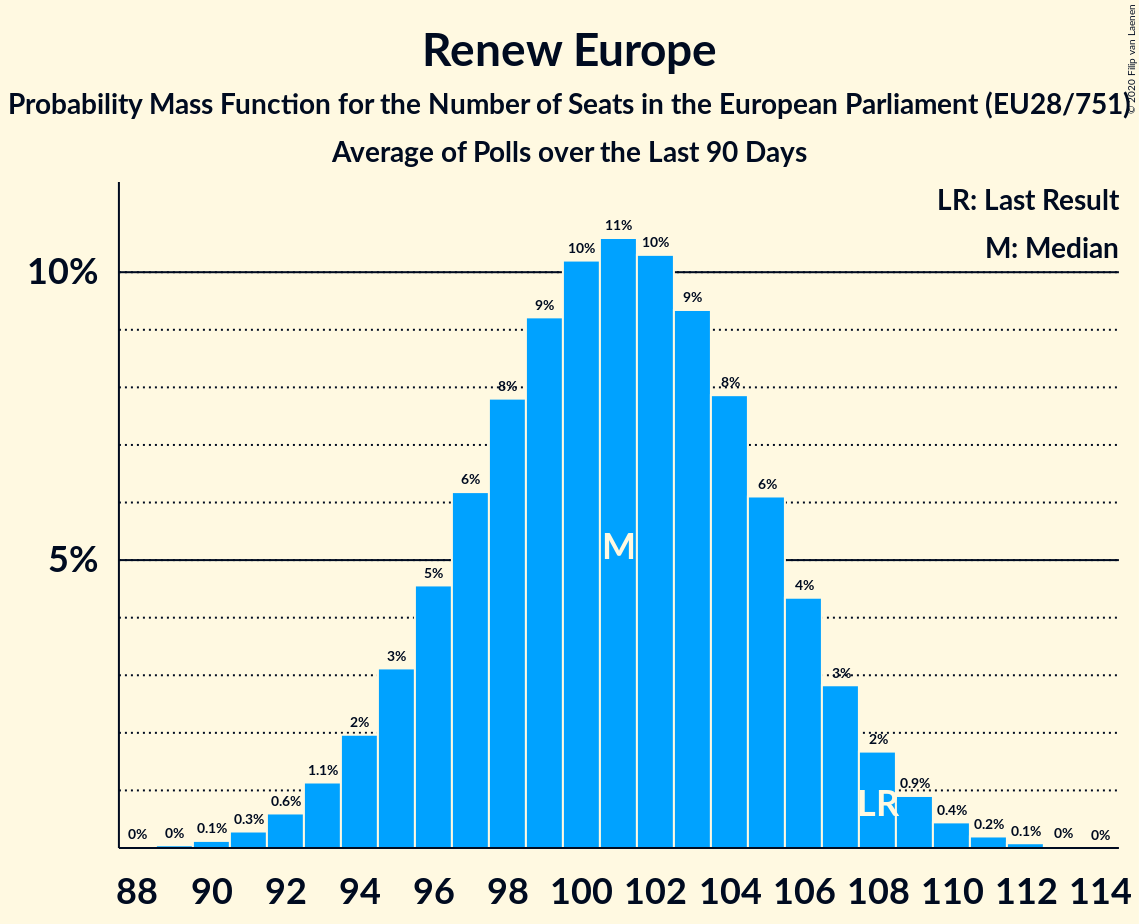 Renew Europe
Probability Mass Function for the Number of Seats in the European Parliament (EU28/751)
Average of Polls over the Last 90 Days
© 2020 Filip van Laenen
LR: Last Result
M: Median
10%
5%
0% 0% 0.1% 0.3% 0.6% 1.1% 2% 3% 5% 6% 8% 9% 10% 11% 10% 9% 8% 6% 4% 3% 2% 0.9% 0.4% 0.2% 0.1% 0% 0%
M
LR
88 90 92 94 96 98 100 102 104 106 108 110 112 114